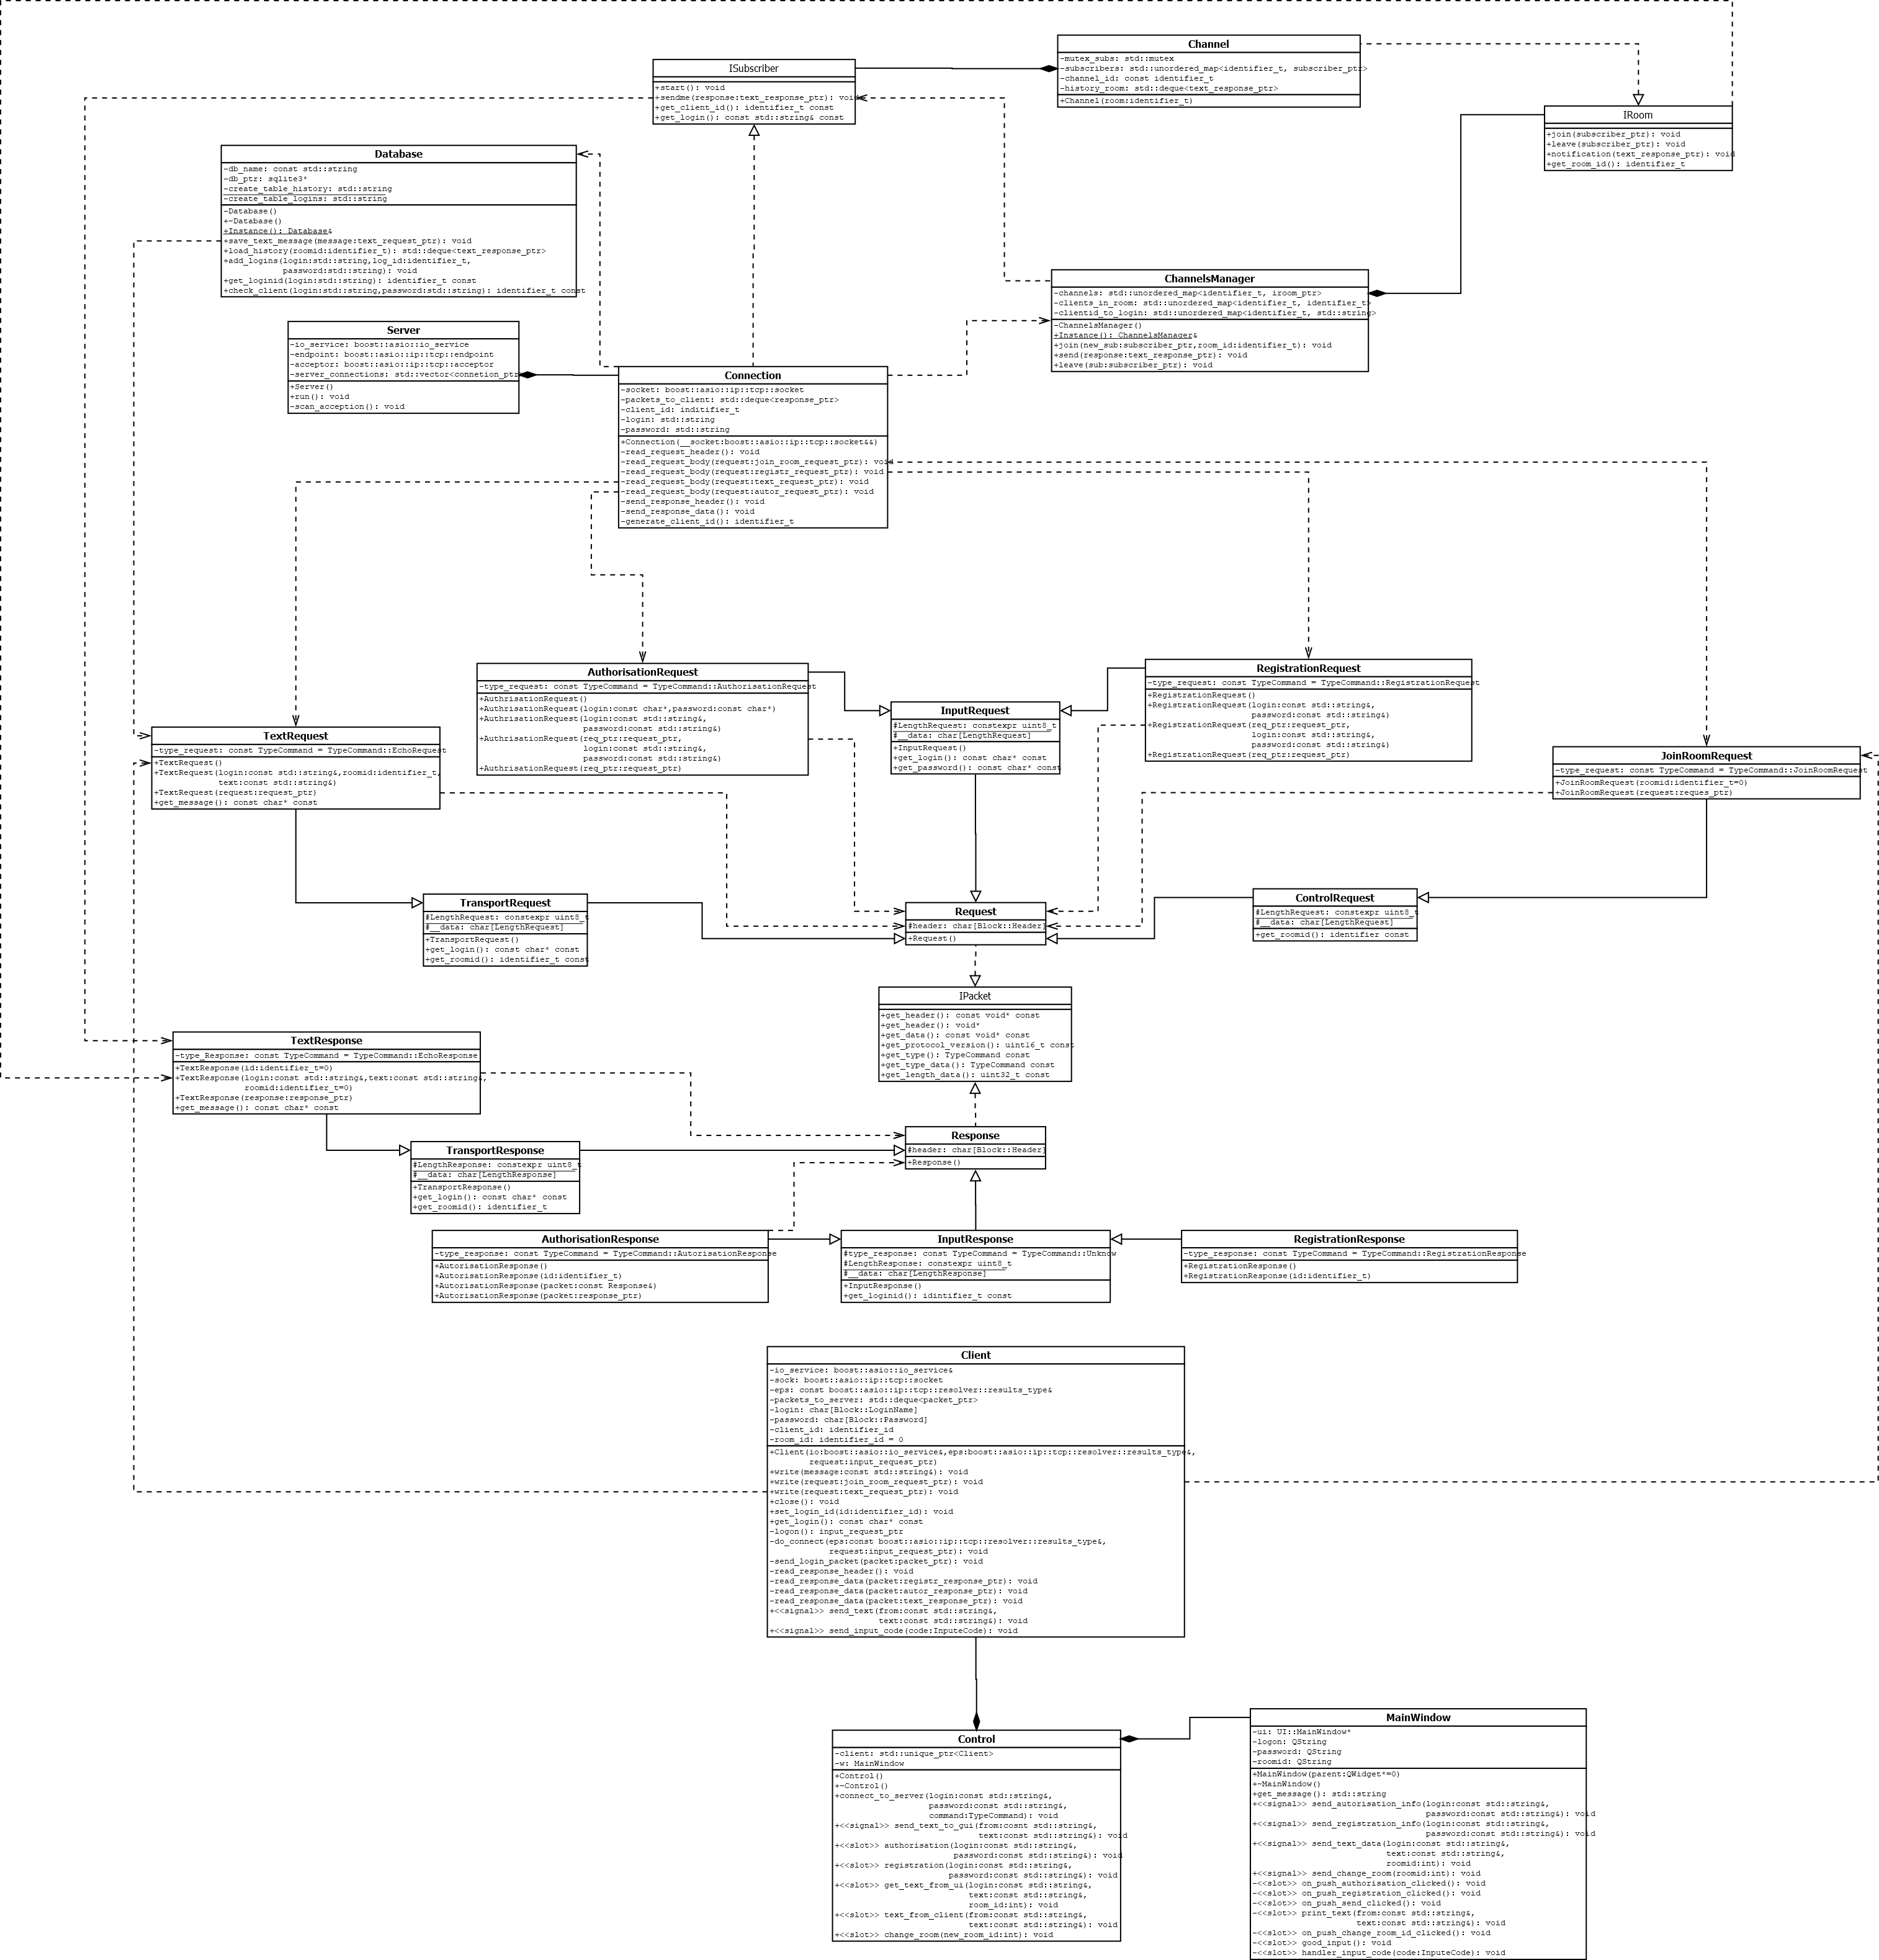 Channel
-mutex_subs: std::mutex
-subscribers: std::unordered_map<identifier_t, subscriber_ptr>
-channel_id: const identifier_t
-history_room: std::deque<text_response_ptr>
+Channel(room:identifier_t)
ISubscriber
+start(): void
+sendme(response:text_response_ptr): void
+get_client_id(): identifier_t const
+get_login(): const std::string& const
IRoom
+join(subscriber_ptr): void
+leave(subscriber_ptr): void
+notification(text_response_ptr): void
+get_room_id(): identifier_t
Database
-db_name: const std::string
-db_ptr: sqlite3*
-create_table_history: std::string
-create_table_logins: std::string
-Database()
+~Database()
+Instance(): Database&
+save_text_message(message:text_request_ptr): void
+load_history(roomid:identifier_t): std::deque<text_response_ptr>
+add_logins(login:std::string,log_id:identifier_t,
password:std::string): void
+get_loginid(login:std::string): identifier_t const
+check_client(login:std::string,password:std::string): identifier_t const
ChannelsManager
-channels: std::unordered_map<identifier_t, iroom_ptr>
-clients_in_room: std::unordered_map<identifier_t, identifier_t>
-clientid_to_login: std::unordered_map<identifier_t, std::string>
-ChannelsManager()
+Instance(): ChannelsManager&
+join(new_sub:subscriber_ptr,room_id:identifier_t): void
+send(response:text_response_ptr): void
+leave(sub:subscriber_ptr): void
Server
-io_service: boost::asio::io_service
-endpoint: boost::asio::ip::tcp::endpoint
-acceptor: boost::asio::ip::tcp::acceptor
-server_connections: std::vector<connetion_ptr
+Server()
+run(): void
-scan_acception(): void
Connection
-socket: boost::asio::ip::tcp::socket
-packets_to_client: std::deque<response_ptr>
-client_id: inditifier_t
-login: std::string
-password: std::string
+Connection(__socket:boost::asio::ip::tcp::socket&&)
-read_request_header(): void
-read_request_body(request:join_room_request_ptr): void
-read_request_body(request:registr_request_ptr): void
-read_request_body(request:text_request_ptr): void
-read_request_body(request:autor_request_ptr): void
-send_response_header(): void
-send_response_data(): void
-generate_client_id(): identifier_t
AuthorisationRequest
-type_request: const TypeCommand = TypeCommand::AuthorisationRequest
+AuthrisationRequest()
+AuthorisationRequest(login:const char*,password:const char*)
+AuthorisationRequest(login:const std::string&,
password:const std::string&)
+AuthrisationRequest(req_ptr:request_ptr,
login:const std::string&,
password:const std::string&)
+AuthrisationRequest(req_ptr:request_ptr)
RegistrationRequest
-type_request: const TypeCommand = TypeCommand::RegistrationRequest
+RegistrationRequest()
+RegistrationRequest(login:const std::string&,
password:const std::string&)
+RegistrationRequest(req_ptr:request_ptr,
login:const std::string&,
password:const std::string&)
+RegistrationRequest(req_ptr:request_ptr)
InputRequest
#LengthRequest: constexpr uint8_t
#__data: char[LengthRequest]
+InputRequest()
+get_login(): const char* const
+get_password(): const char* const
TextRequest
-type_request: const TypeCommand = TypeCommand::EchoRequest
+TextRequest()
+TextRequest(login:const std::string&,roomid:identifier_t,
text:const std::string&)
+TextRequest(request:request_ptr)
+get_message(): const char* const
JoinRoomRequest
-type_request: const TypeCommand = TypeCommand::JoinRoomRequest
+JoinRoomRequest(roomid:identifier_t=0)
+JoinRoomRequest(request:reques_ptr)
TransportRequest
#LengthRequest: constexpr uint8_t
#__data: char[LengthRequest]
+TransportRequest()
+get_login(): const char* const
+get_roomid(): identifier_t const
Request
#header: char[Block::Header]
+Request()
ControlRequest
#LengthRequest: constexpr uint8_t
#__data: char[LengthRequest]
+get_roomid(): identifier const
IPacket
+get_header(): const void* const
+get_header(): void*
+get_data(): const void* const
+get_protocol_version(): uint16_t const
+get_type(): TypeCommand const
+get_type_data(): TypeCommand const
+get_length_data(): uint32_t const
TextResponse
-type_Response: const TypeCommand = TypeCommand::EchoResponse
+TextResponse(id:identifier_t=0)
+TextResponse(login:const std::string&,text:const std::string&,
roomid:identifier_t=0)
+TextResponse(response:response_ptr)
+get_message(): const char* const
Response
#header: char[Block::Header]
+Response()
TransportResponse
#LengthResponse: constexpr uint8_t
#__data: char[LengthResponse]
+TransportResponse()
+get_login(): const char* const
+get_roomid(): identifier_t
AuthorisationResponse
-type_response: const TypeCommand = TypeCommand::AutorisationResponse
+AutorisationResponse()
+AutorisationResponse(id:identifier_t)
+AutorisationResponse(packet:const Response&)
+AutorisationResponse(packet:response_ptr)
InputResponse
#type_response: const TypeCommand = TypeCommand::Unknow
#LengthResponse: constexpr uint8_t
#__data: char[LengthResponse]
+InputResponse()
+get_loginid(): idintifier_t const
RegistrationResponse
-type_response: const TypeCommand = TypeCommand::RegistrationResponse
+RegistrationResponse()
+RegistrationResponse(id:identifier_t)
Client
-io_service: boost::asio::io_service&
-sock: boost::asio::ip::tcp::socket
-eps: const boost::asio::ip::tcp::resolver::results_type&
-packets_to_server: std::deque<packet_ptr>
-login: char[Block::LoginName]
-password: char[Block::Password]
-client_id: identifier_id
-room_id: identifier_id = 0
+Client(io:boost::asio::io_service&,eps:boost::asio::ip::tcp::resolver::results_type&,
request:input_request_ptr)
+write(message:const std::string&): void
+write(request:join_room_request_ptr): void
+write(request:text_request_ptr): void
+close(): void
+set_login_id(id:identifier_id): void
+get_login(): const char* const
-logon(): input_request_ptr
-do_connect(eps:const boost::asio::ip::tcp::resolver::results_type&,
request:input_request_ptr): void
-send_login_packet(packet:packet_ptr): void
-read_response_header(): void
-read_response_data(packet:registr_response_ptr): void
-read_response_data(packet:autor_response_ptr): void
-read_response_data(packet:text_response_ptr): void
+<<signal>> send_text(from:const std::string&,
text:const std::string&): void
+<<signal>> send_input_code(code:InputeCode): void
Control
-client: std::unique_ptr<Client>
-w: MainWindow
+Control()
+~Control()
+connect_to_server(login:const std::string&,
password:const std::string&,
command:TypeCommand): void
+<<signal>> send_text_to_gui(from:cosnt std::string&,
text:const std::string&): void
+<<slot>> authorisation(login:const std::string&,
password:const std::string&): void
+<<slot>> registration(login:const std::string&,
password:const std::string&): void
+<<slot>> get_text_from_ui(login:const std::string&,
text:const std::string&,
room_id:int): void
+<<slot>> text_from_client(from:const std::string&,
text:const std::string&): void
+<<slot>> change_room(new_room_id:int): void
MainWindow
-ui: UI::MainWindow*
-logon: QString
-password: QString
-roomid: QString
+MainWindow(parent:QWidget*=0)
+~MainWindow()
+get_message(): std::string
+<<signal>> send_autorisation_info(login:const std::string&,
password:const std::string&): void
+<<signal>> send_registration_info(login:const std::string&,
password:const std::string&): void
+<<signal>> send_text_data(login:const std::string&,
text:const std::string&,
roomid:int): void
+<<signal>> send_change_room(roomid:int): void
-<<slot>> on_push_authorisation_clicked(): void
-<<slot>> on_push_registration_clicked(): void
-<<slot>> on_push_send_clicked(): void
-<<slot>> print_text(from:const std::string&,
text:const std::string&): void
-<<slot>> on_push_change_room_id_clicked(): void
-<<slot>> good_input(): void
-<<slot>> handler_input_code(code:InputeCode): void